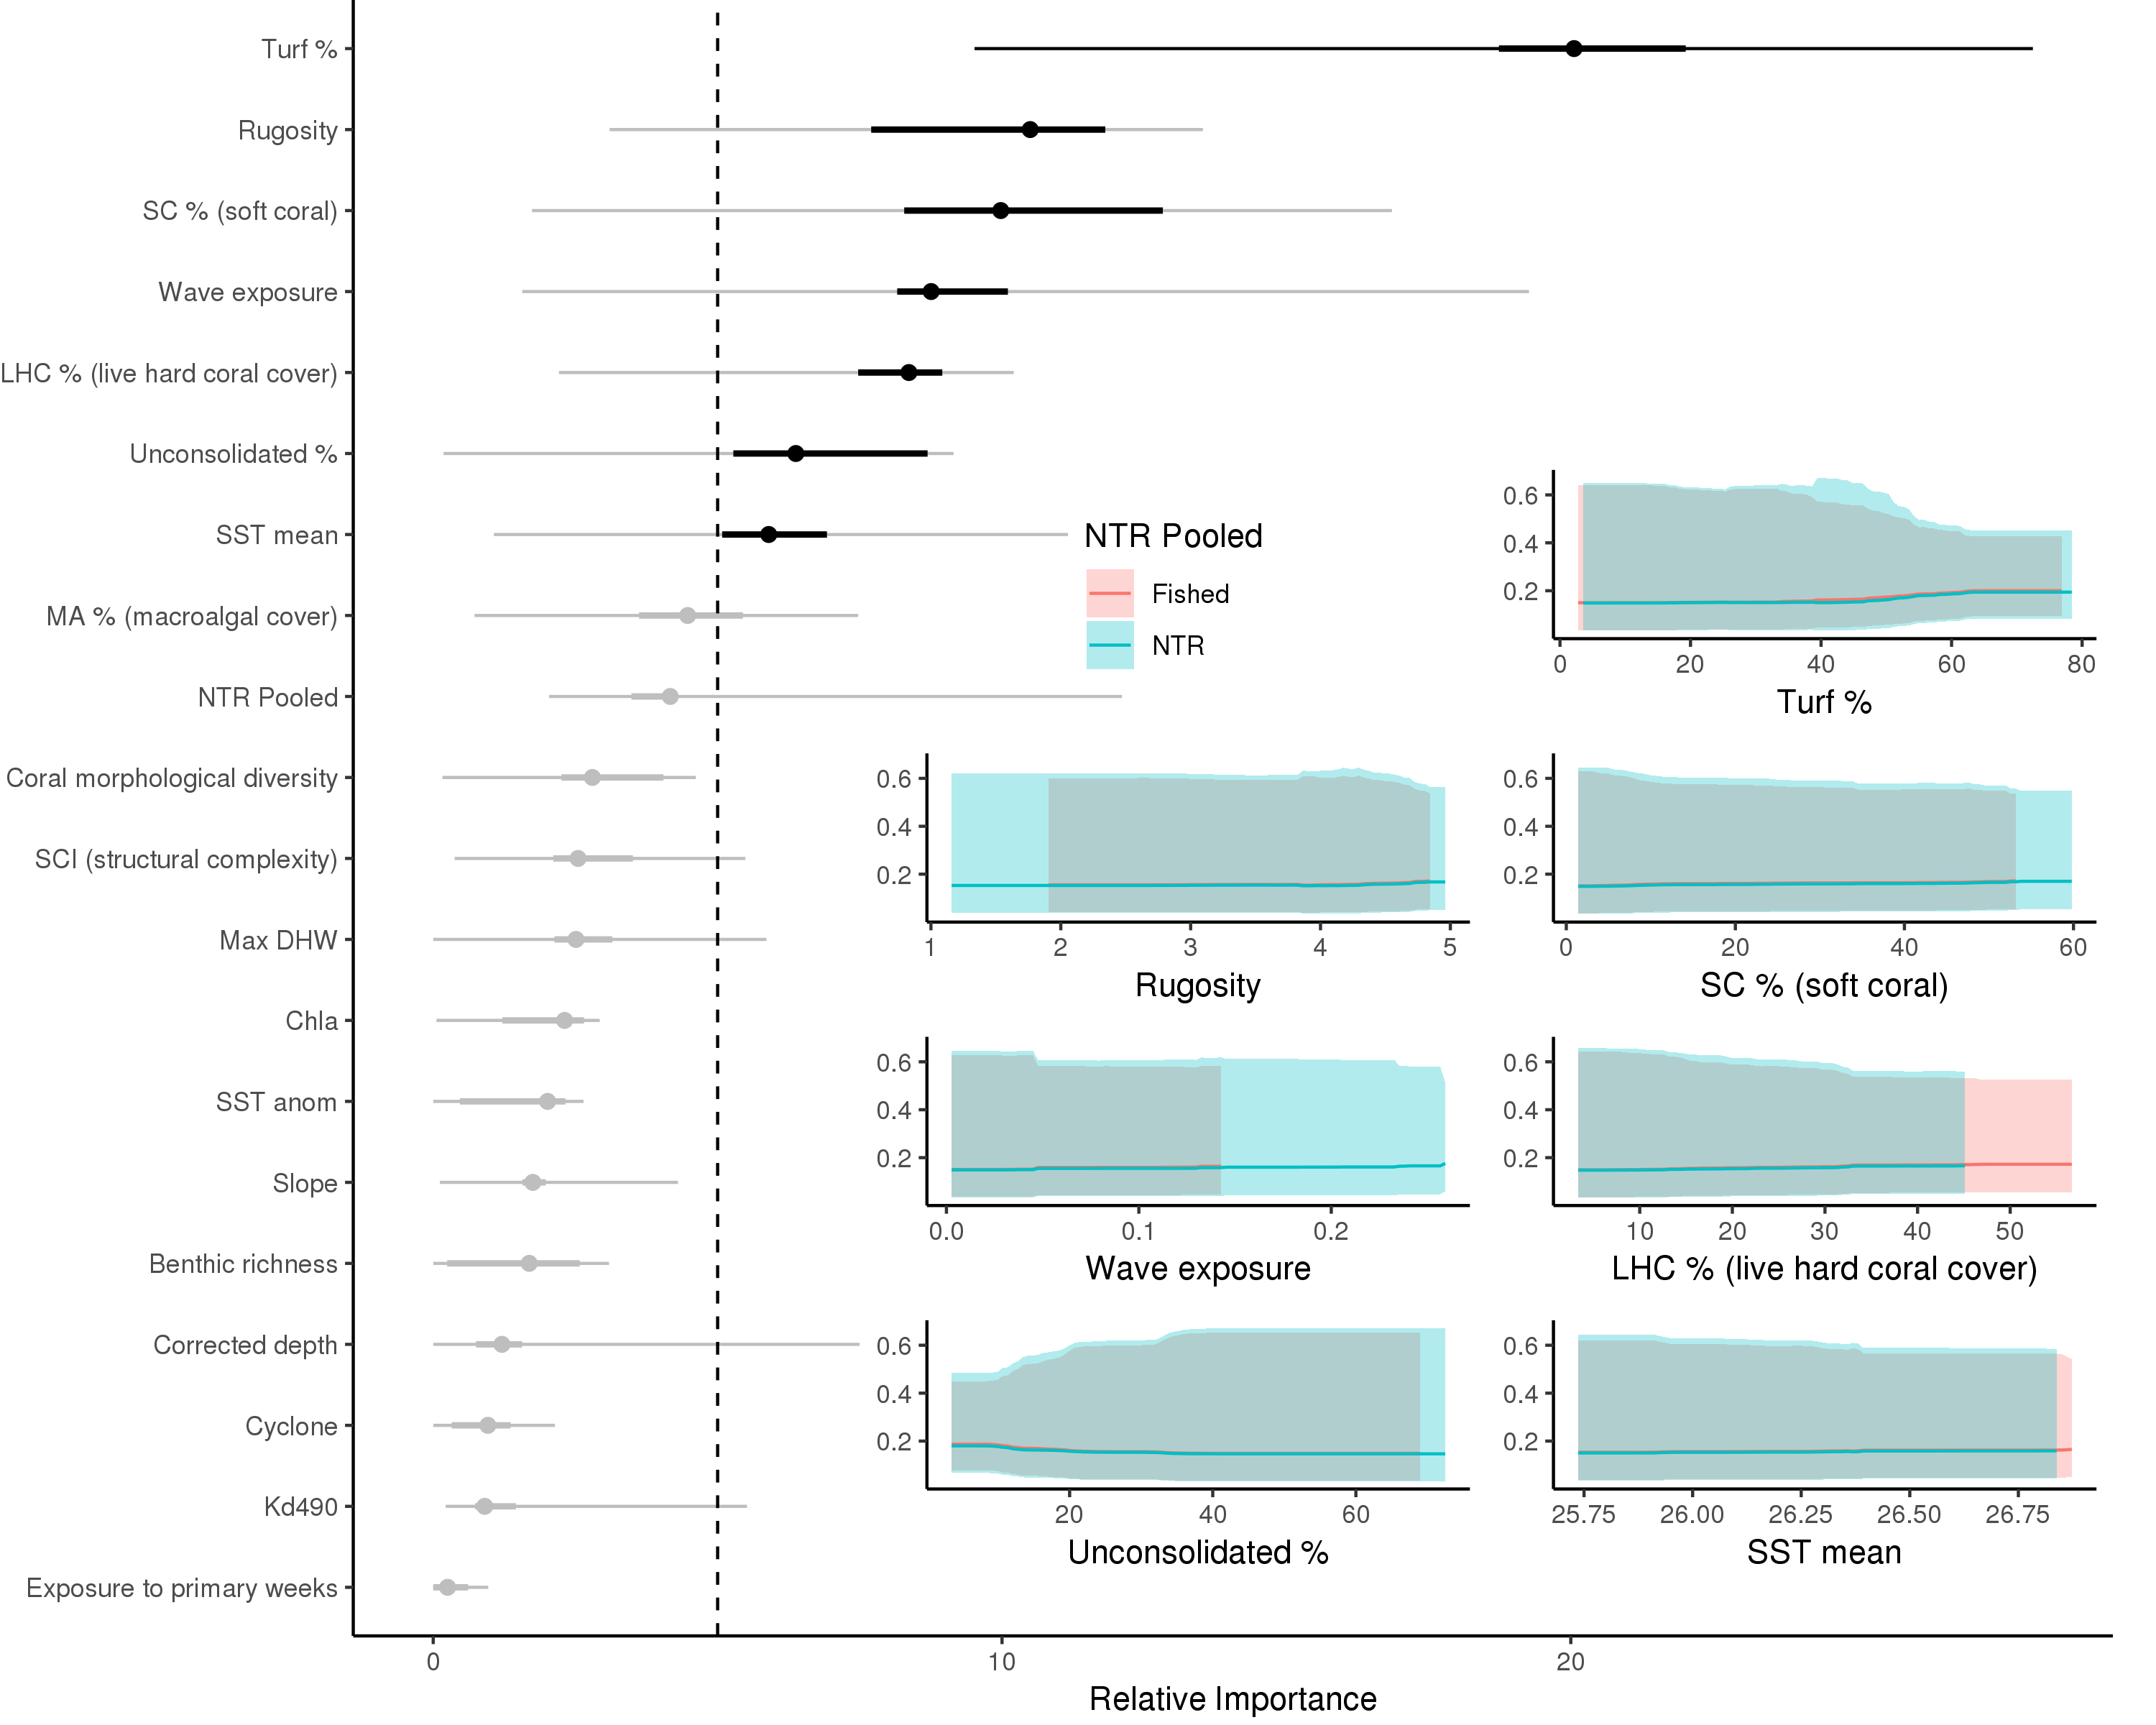 Turf %
Rugosity
SC % (soft coral)
Wave exposure
LHC % (live hard coral cover)
Unconsolidated %
SST mean
MA % (macroalgal cover)
NTR Pooled
Coral morphological diversity
SCI (structural complexity)
Max DHW
Chla
SST anom
Slope
Benthic richness
Corrected depth
Cyclone
Kd490
Exposure to primary weeks
0 10 20
Relative Importance
NTR Pooled
Fished
NTR
0.6
0.4
0.2
0 20 40 60 80
Turf %
0.6
0.4
0.2
1 2 3 4 5
Rugosity
0.6
0.4
0.2
0 20 40 60
SC % (soft coral)
0.6
0.4
0.2
0.0 0.1 0.2
Wave exposure
0.6
0.4
0.2
10 20 30 40 50
LHC % (live hard coral cover)
0.6
0.4
0.2
20 40 60
Unconsolidated %
0.6
0.4
0.2
25.75 26.00 26.25 26.50 26.75
SST mean